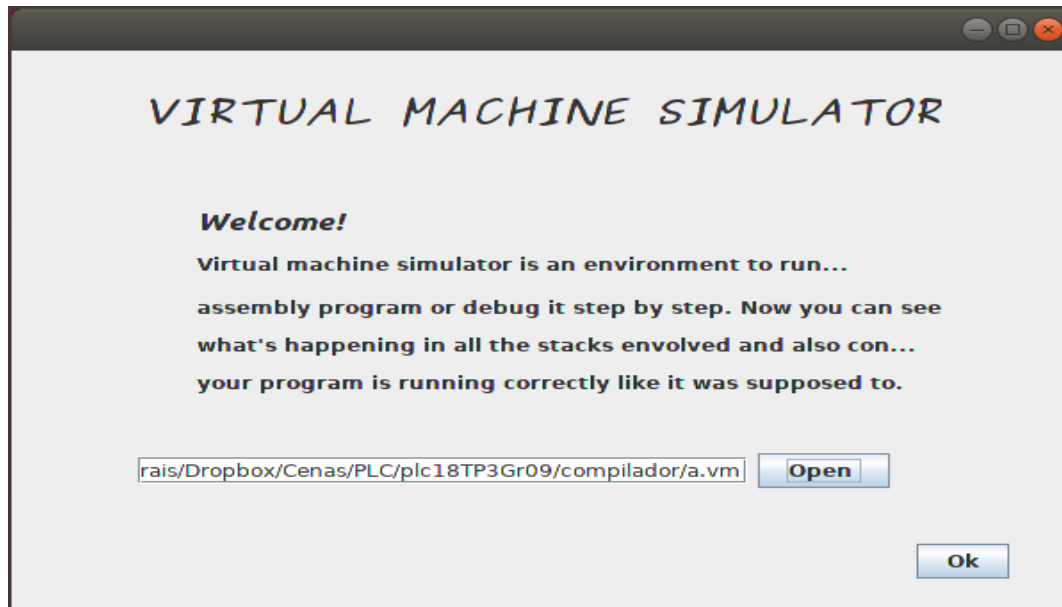 VIRTUAL MACHINE SIMULATOR
Welcome!
Virtual machine simulator is an environment to run...
assembly program or debug it step by step. Now you can see
what's happening in all the stacks envolved and also con...
your program is running correctly like it was supposed to.
rais/Dropbox/Cenas/PLC/plc18TP3Gr09/compilador/a.vm Open
Ok